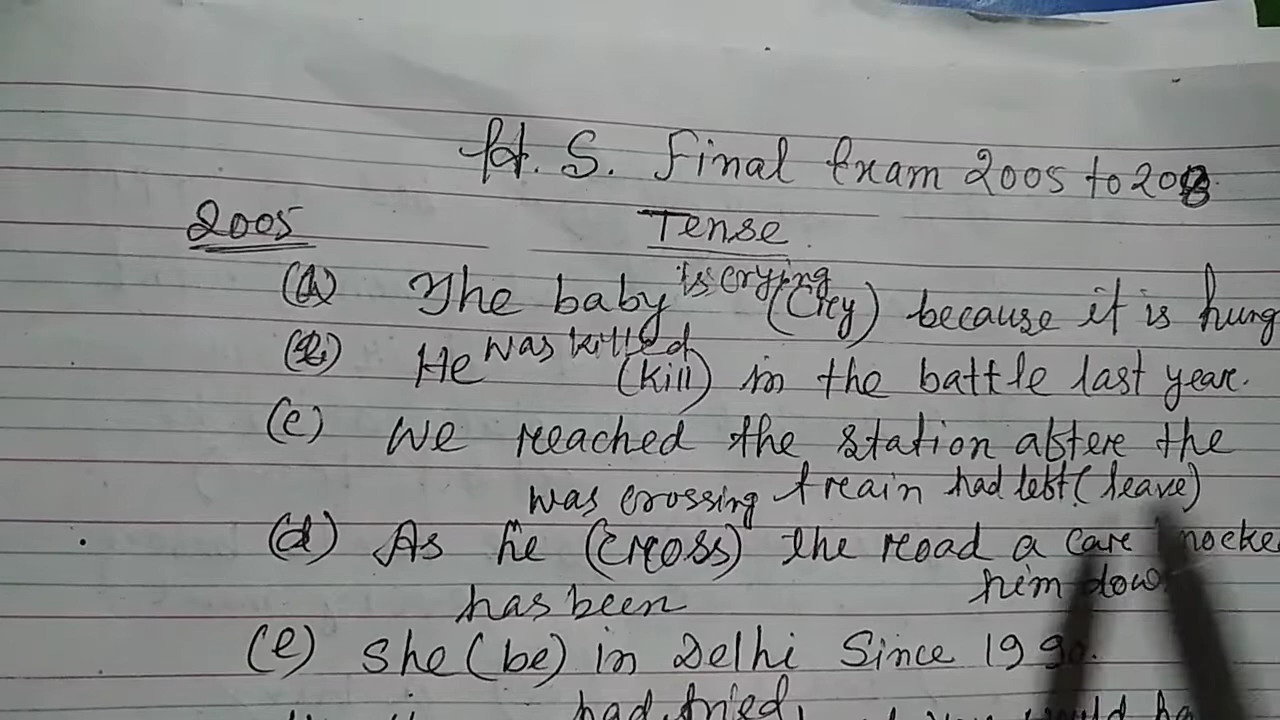 H. S. Final Exam 2005 to 2018
2005 Tense
(a) The baby is crying (Cry) because it is hung
(b) He was killed (Kill) in the battle last year.
(c) We reached the station after the
train had left (leave)
was crossing
(d) As he (Cross) the road a car nocke
him dow
has been
(e) She (be) in Delhi Since 1990.
had tried,